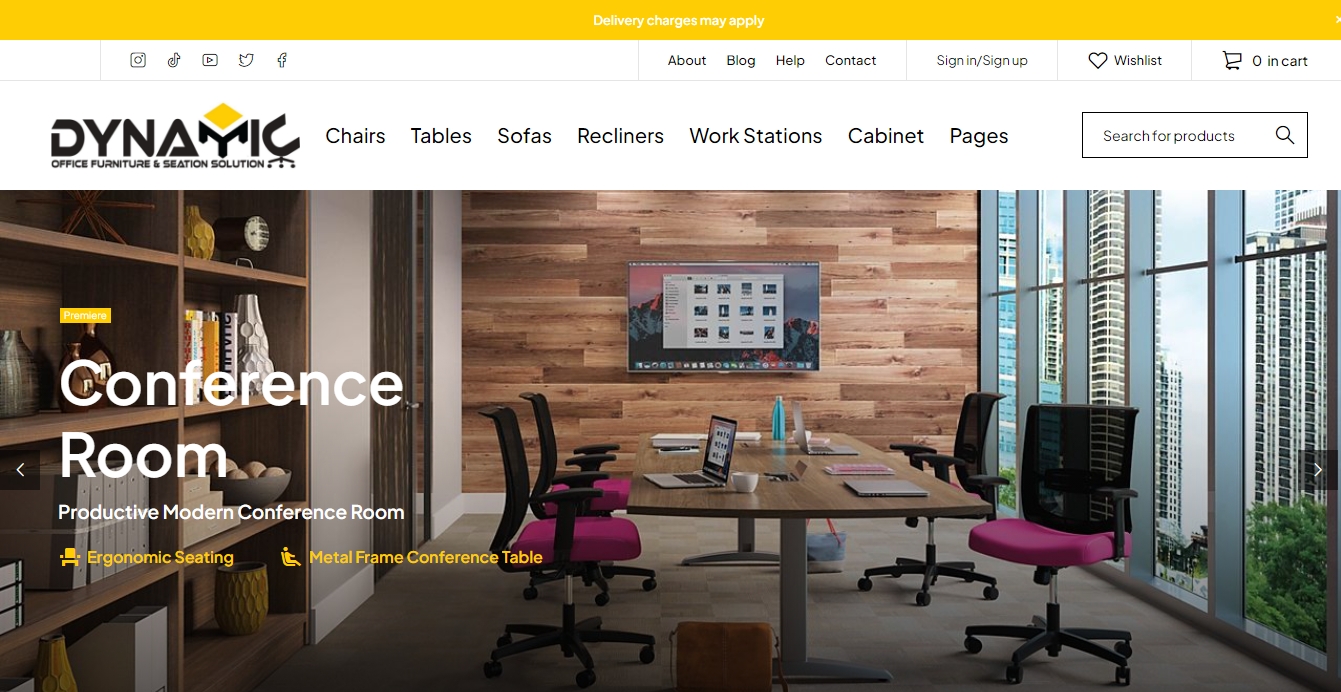 Delivery charges may apply
About Blog Help Contact Sign in/Sign up Wishlist 0 in cart
DYNAMIC
OFFICE FURNITURE & SEATION SOLUTION
Chairs Tables Sofas Recliners Work Stations Cabinet Pages
Search for products
Premiere
Conference
Room
Productive Modern Conference Room
Ergonomic Seating Metal Frame Conference Table